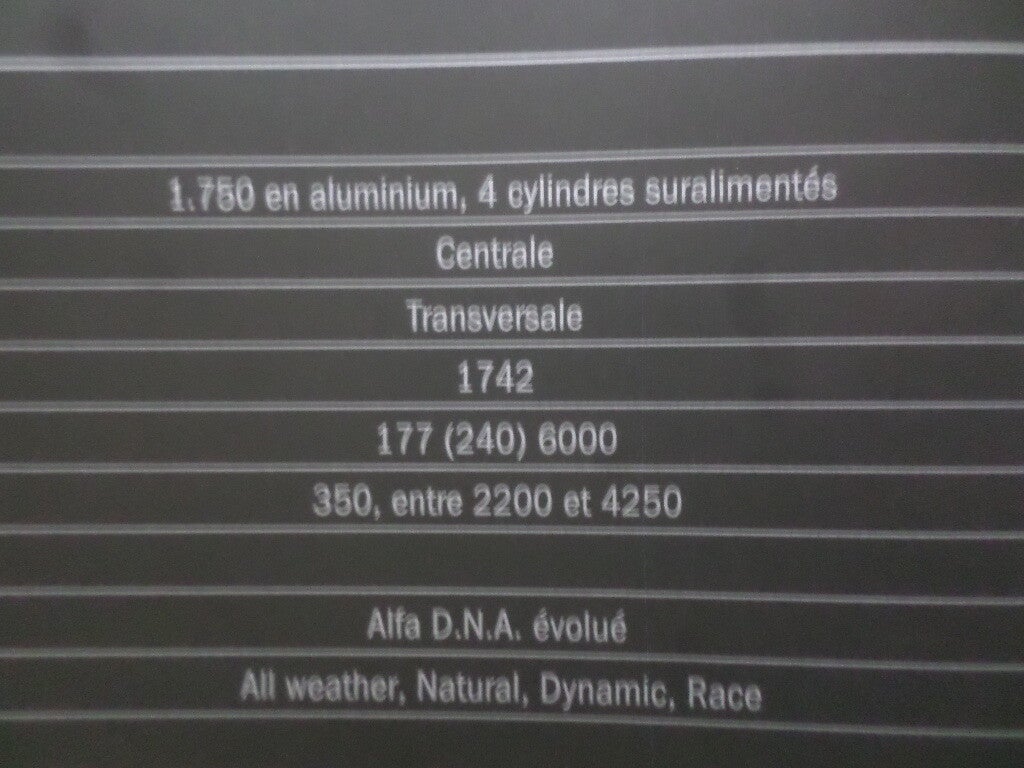 1.750 en aluminium, 4 cylindres suralimentés
Centrale
Transversale
1742
177 (240) 6000
350, entre 2200 et 4250
Alfa D.N.A. évolué
All weather, Natural, Dynamic, Race